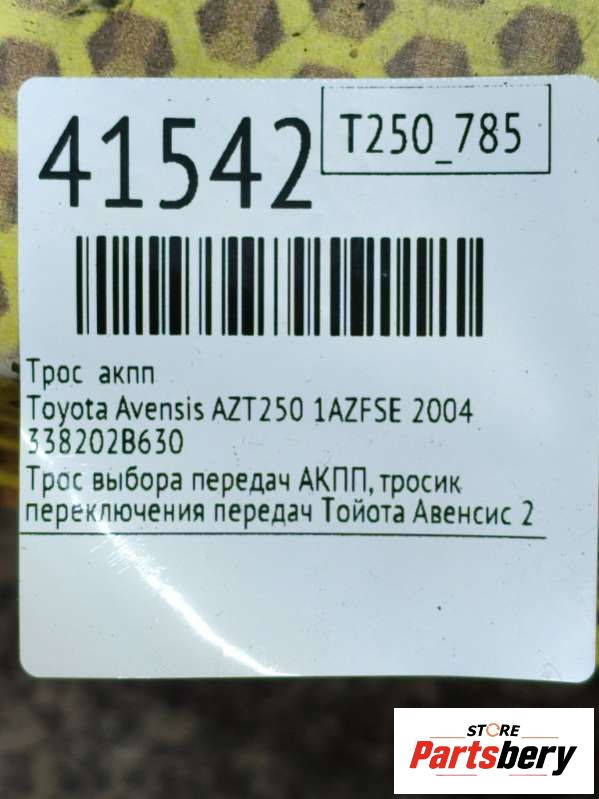 41542
T250_785
Трос акпп
Toyota Avensis AZT250 1AZFSE 2004
338202B630
Трос выбора передач АКПП, тросик
переключения передач Тойота Авенсис 2
STORE
Partsbery